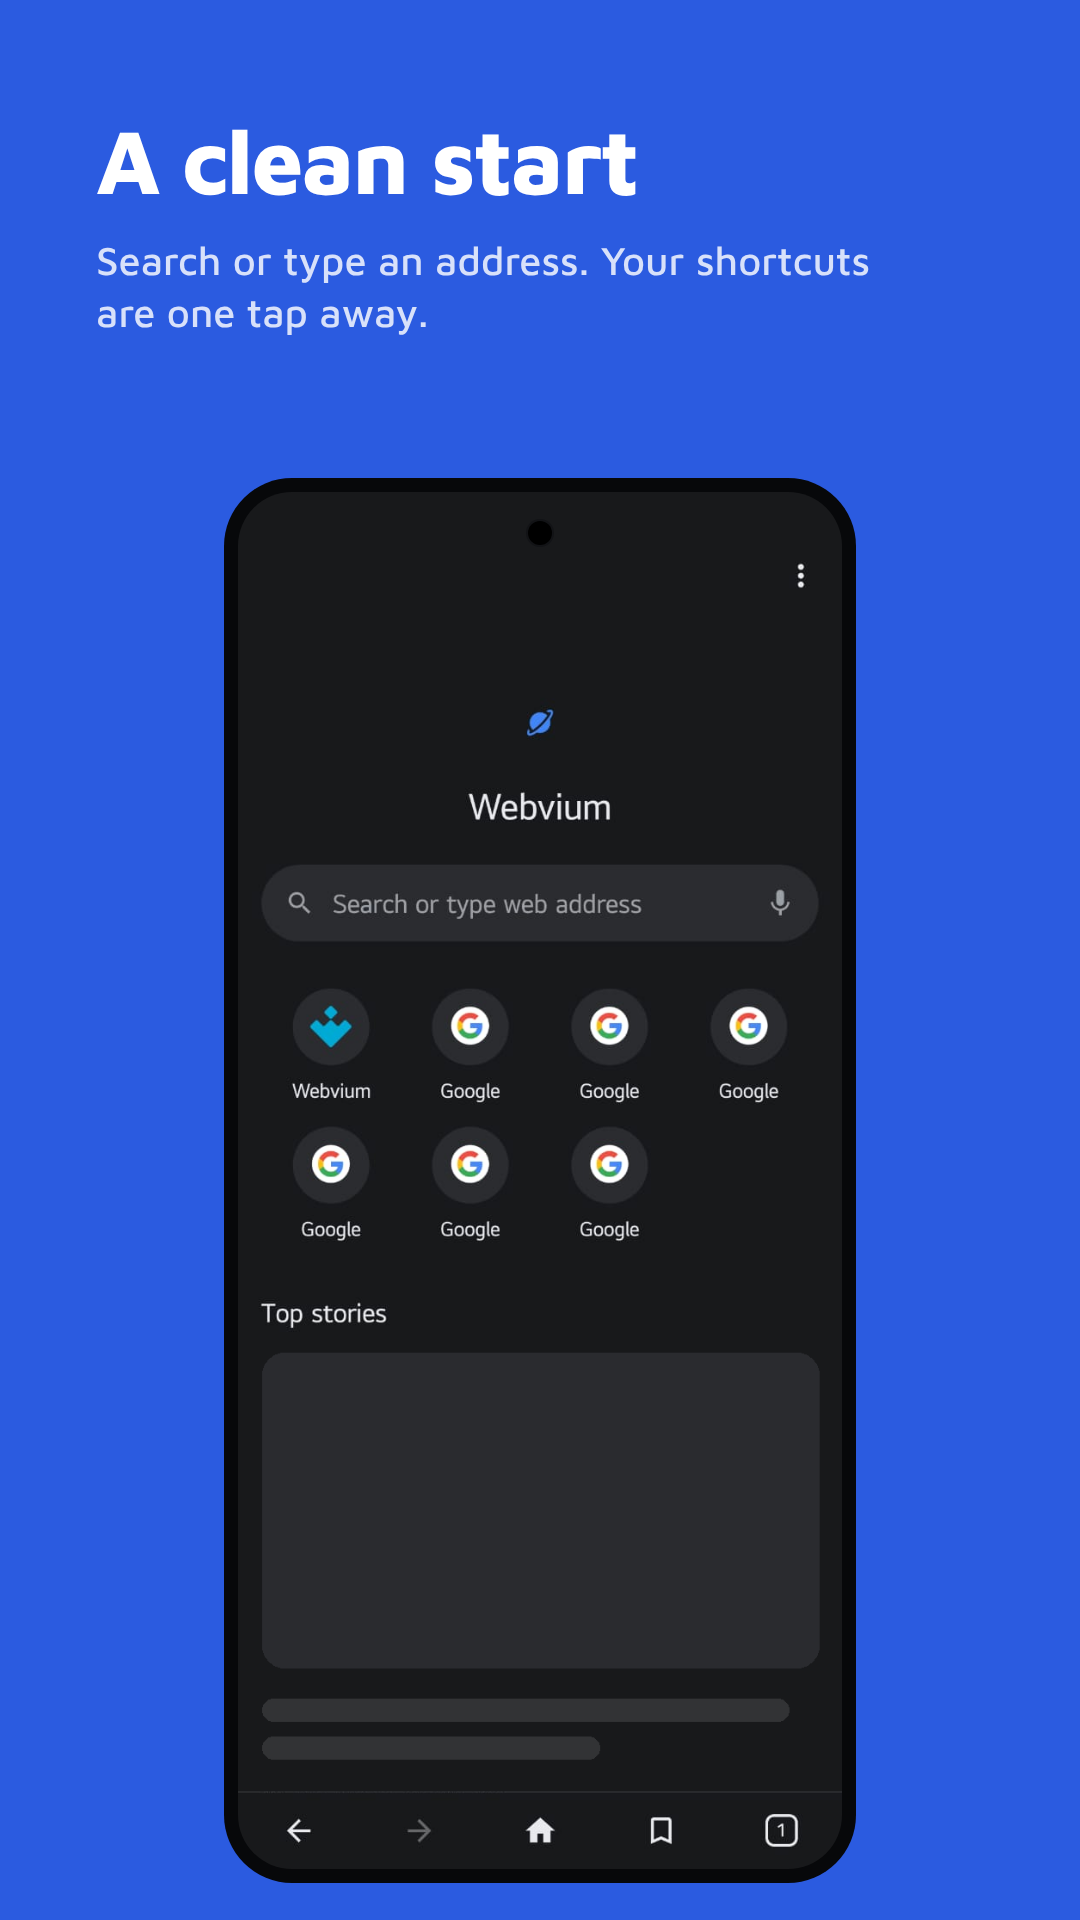 A clean start
Search or type an address. Your shortcuts
are one tap away.
Webvium
Search or type web address
Webvium Google Google Google
Google Google Google
Top stories
1